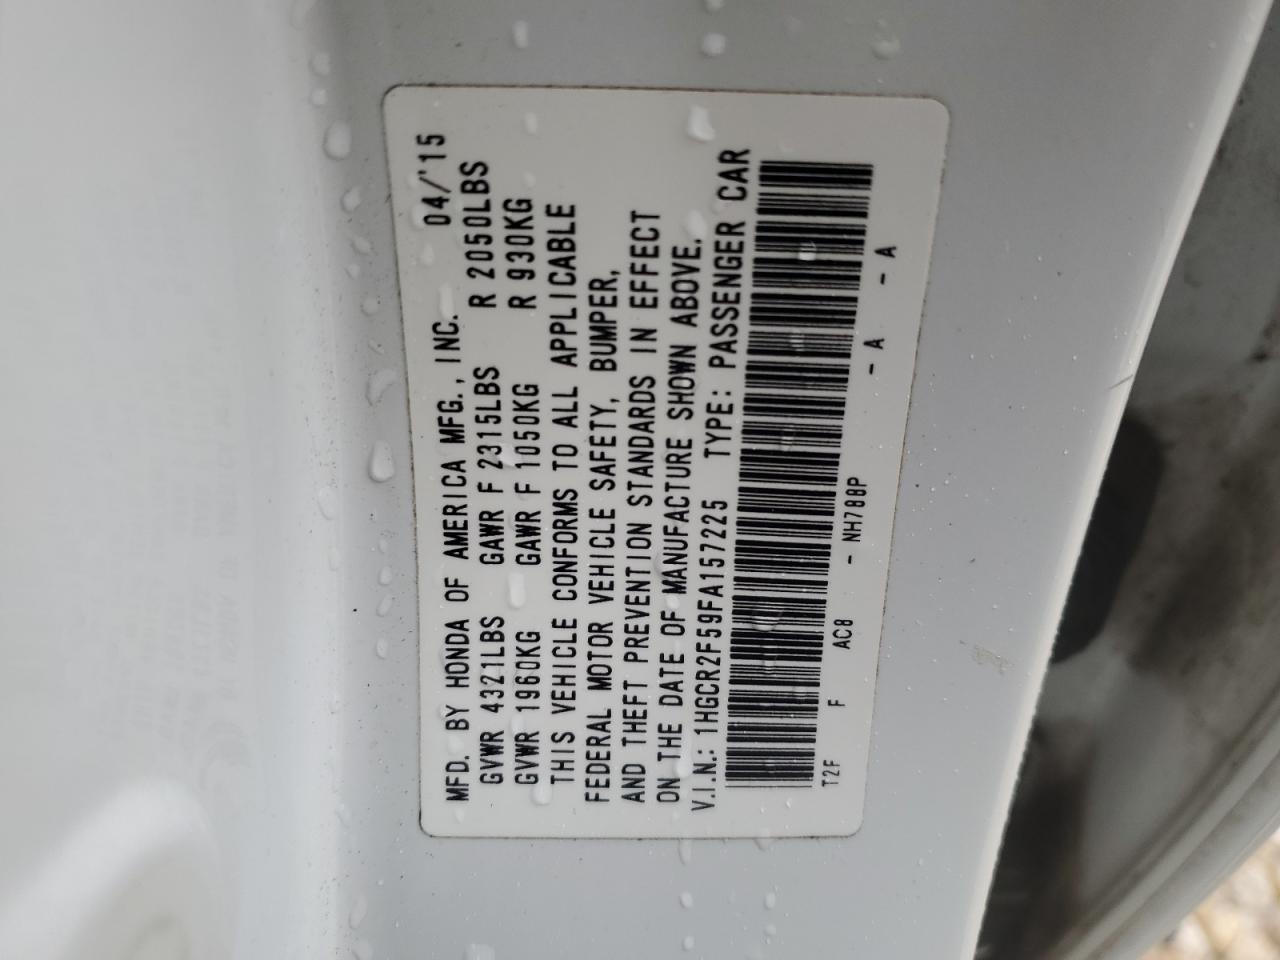 MFD. BY HONDA OF AMERICA MFG., INC. 04/'15
GVWR 4321LBS GAWR F 2315LBS R 2050LBS
GVWR 1960KG GAWR F 1050KG R 930KG
THIS VEHICLE CONFORMS TO ALL APPLICABLE
FEDERAL MOTOR VEHICLE SAFETY, BUMPER,
AND THEFT PREVENTION STANDARDS IN EFFECT
ON THE DATE OF MANUFACTURE SHOWN ABOVE.
V.I.N.: 1HGCR2F59FA157225 TYPE: PASSENGER CAR
T2F F AC8 - NH788P - A - A